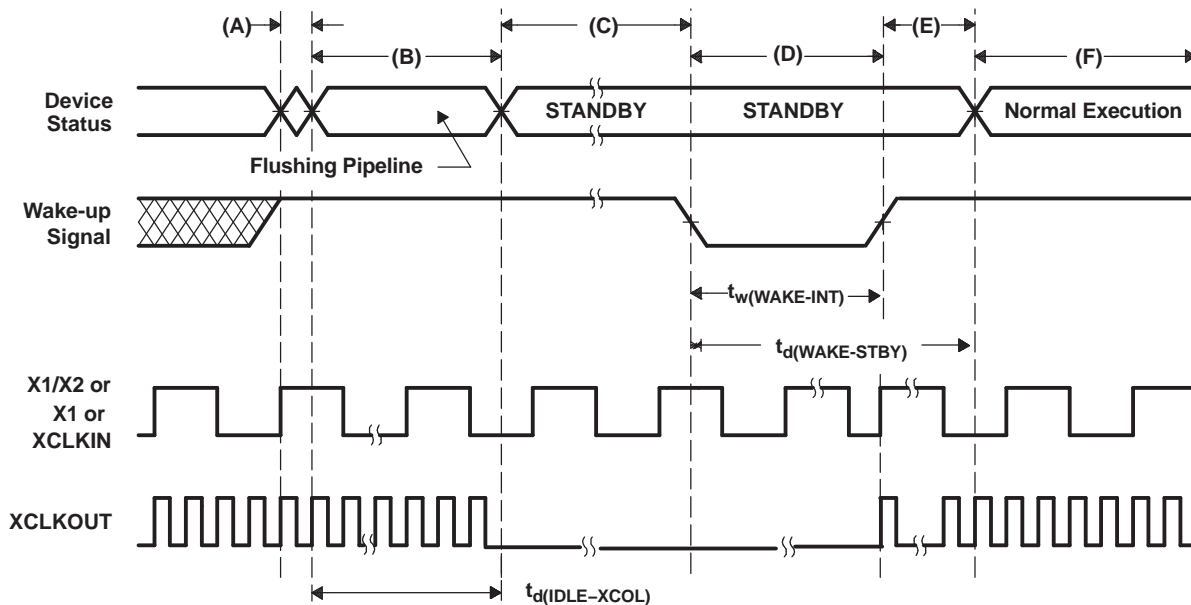 (A)
(B)
(C)
(D)
(E)
(F)
Device
Status
STANDBY
STANDBY
Normal Execution
Flushing Pipeline
Wake-up
Signal
tw(WAKE-INT)
td(WAKE-STBY)
X1/X2 or
X1 or
XCLKIN
XCLKOUT
td(IDLE−XCOL)